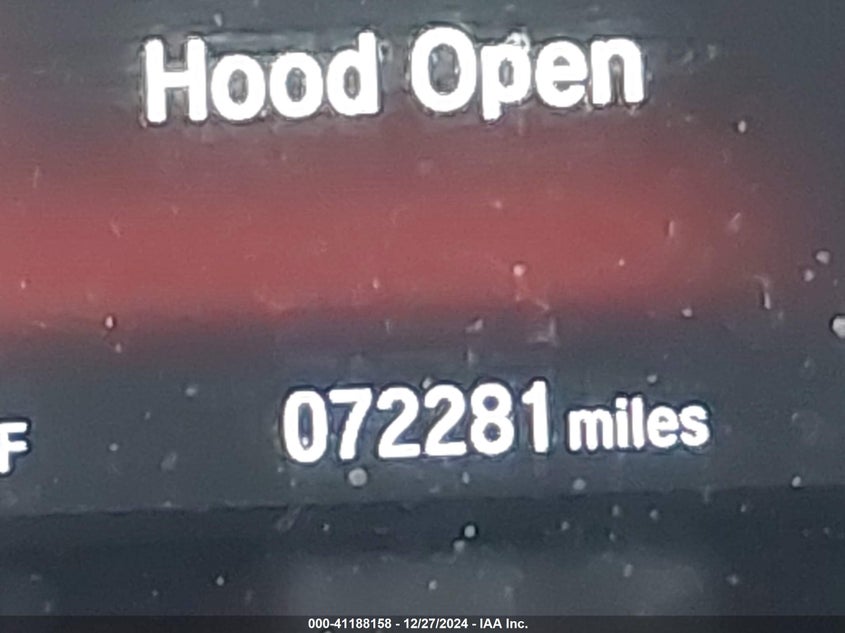 Hood Open
072281 miles
F
000-41188158 - 12/27/2024 - IAA Inc.